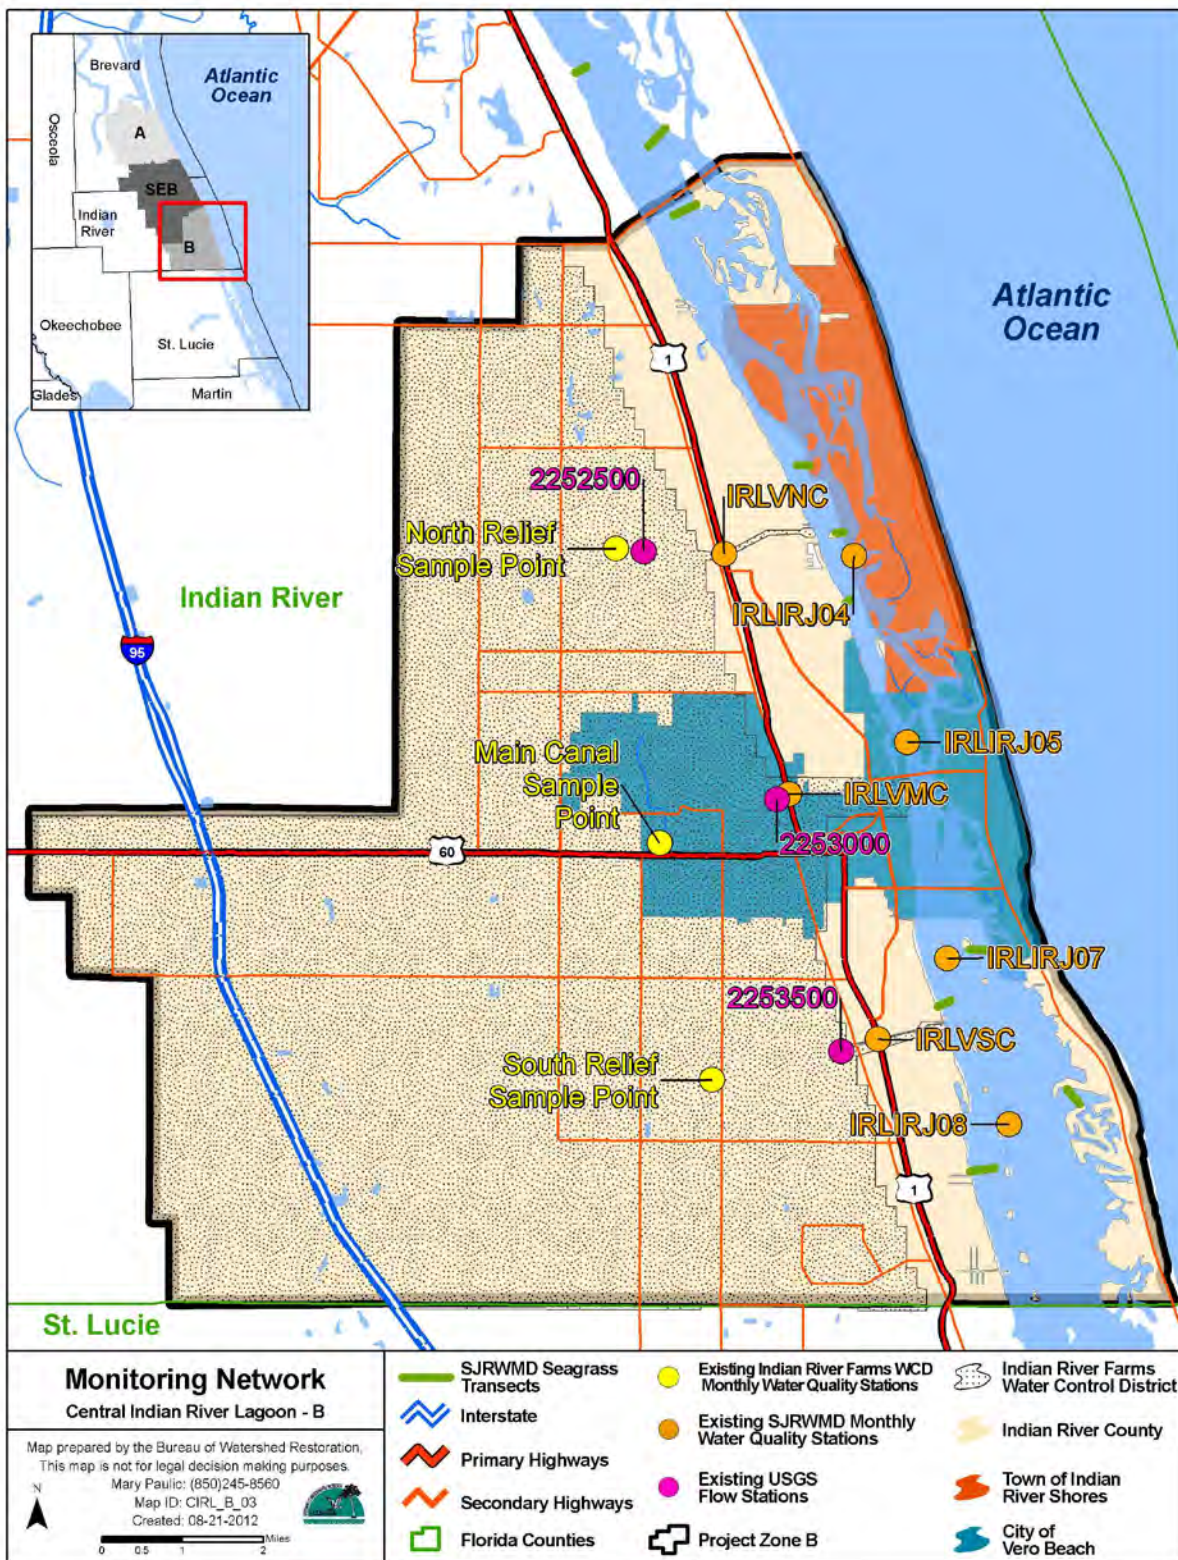 Brevard
Atlantic
Ocean
Osceola
A
SEB
Indian
River
B
Okeechobee
St. Lucie
Glades
Martin
Atlantic
Ocean
1
2252500
IRLVNC
North Relief
Sample Point
Indian River
IRLIRJ04
95
IRLIRJ05
Main Canal
Sample
Point
IRLVMC
2253000
60
IRLIRJ07
2253500
IRLVSC
South Relief
Sample Point
IRLIRJ08
1
St. Lucie
Monitoring Network
Central Indian River Lagoon - B
Map prepared by the Bureau of Watershed Restoration,
This map is not for legal decision making purposes.
Mary Paulic: (850)245-8560
Map ID: CIRL_B_03
Created: 08-21-2012
N
Miles
0 0.5 1 2
SJRWMD Seagrass
Transects
Interstate
Primary Highways
Secondary Highways
Florida Counties
Existing Indian River Farms WCD
Monthly Water Quality Stations
Existing SJRWMD Monthly
Water Quality Stations
Existing USGS
Flow Stations
Project Zone B
Indian River Farms
Water Control District
Indian River County
Town of Indian
River Shores
City of
Vero Beach